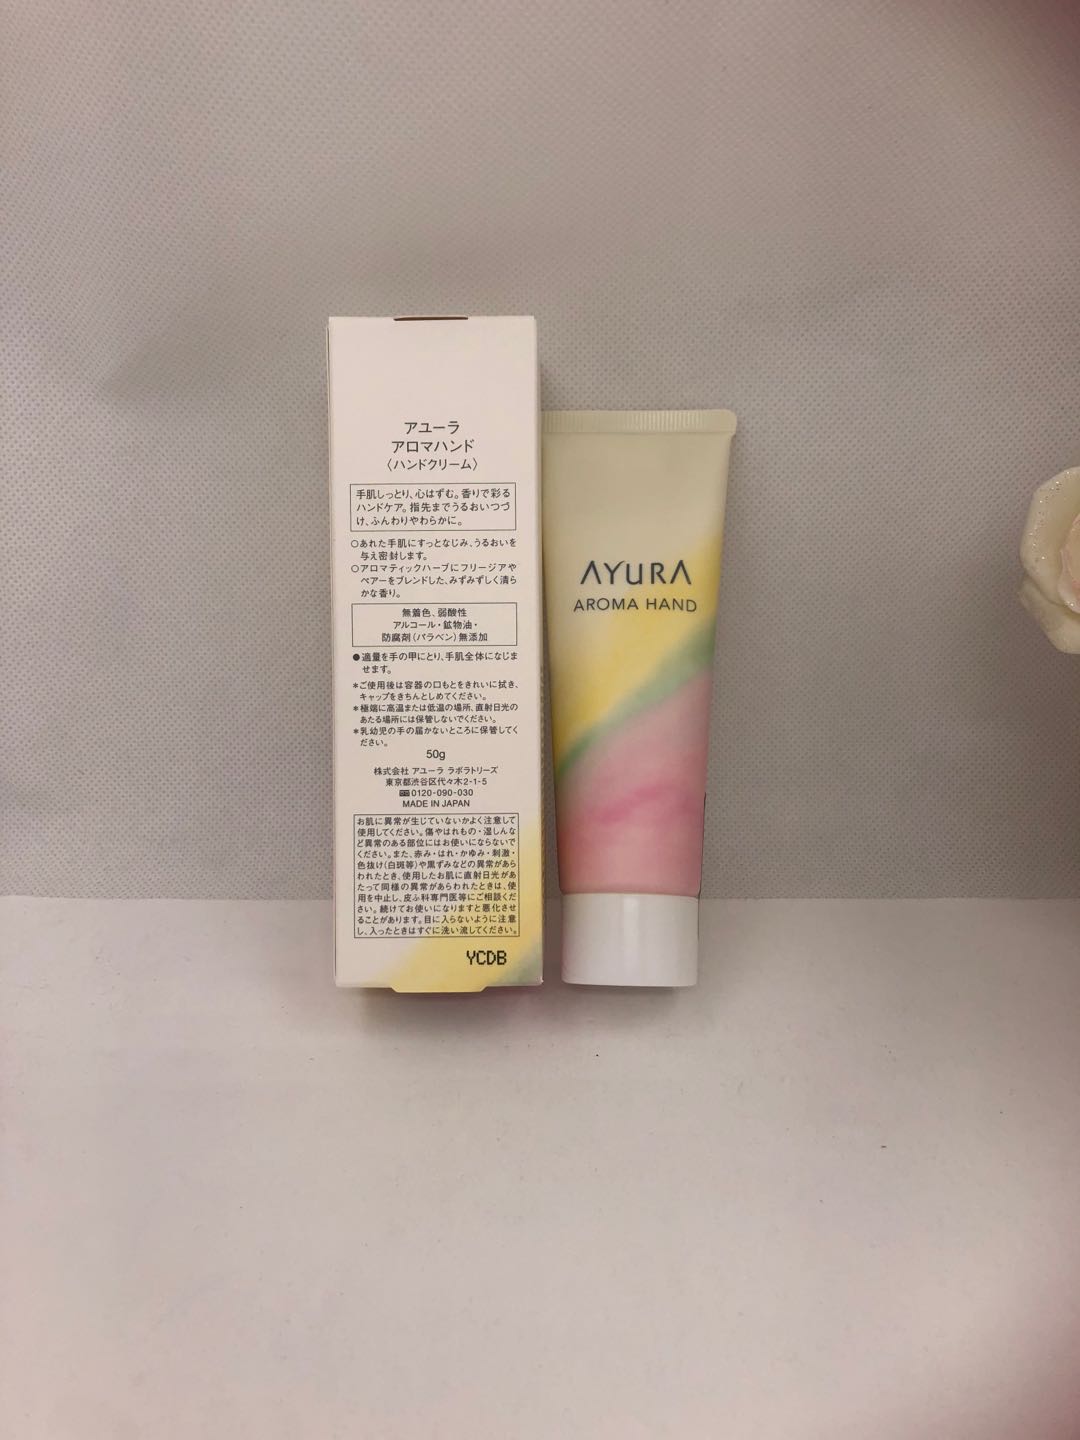 アユーラ
アロマハンド
〈ハンドクリーム〉
手肌しっとり、心はずむ。香りで彩る
ハンドケア。指先までうるおいつづ
け、ふんわりやわらかに。
○あれた手肌にすっとなじみ、うるおいを
与え密封します。
○アロマティックハーブにフリージアや
ペアーをブレンドした、みずみずしく清ら
かな香り。
無着色、弱酸性
アルコール・鉱物油・
防腐剤(パラベン)無添加
●適量を手の甲にとり、手肌全体になじま
せます。
*ご使用後は容器の口もとをきれいに拭き、
キャップをきちんとしめてください。
*極端に高温または低温の場所、直射日光の
あたる場所には保管しないでください。
*乳幼児の手の届かないところに保管してく
ださい。
50g
株式会社 アユーラ ラボラトリーズ
東京都渋谷区代々木2-1-5
0120-090-030
MADE IN JAPAN
お肌に異常が生じていないかよく注意して
使用してください。傷やはれもの・湿しんな
ど異常のある部位にはお使いにならないで
ください。また、赤み・はれ・かゆみ・刺激・
色抜け(白斑等)や黒ずみなどの異常があら
われたとき、使用したお肌に直射日光があ
たって同様の異常があらわれたときは、使
用を中止し、皮ふ科専門医等にご相談くだ
さい。続けてお使いになりますと悪化させ
ることがあります。目に入らないように注意
し、入ったときはすぐに洗い流してください。
YCDB
AYURA
AROMA HAND